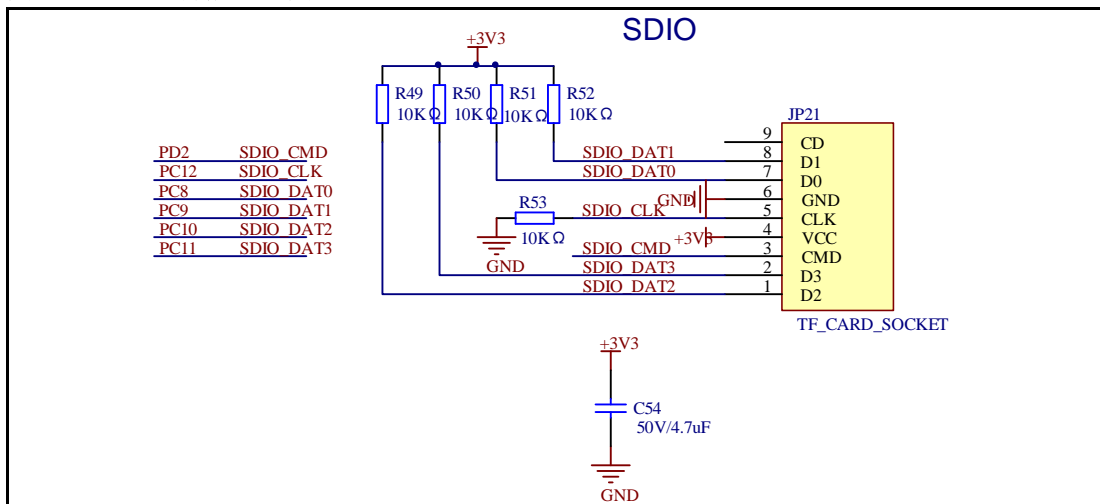 SDIO
+3V3
R49 R50 R51 R52
10KΩ 10KΩ 10KΩ 10KΩ
JP21
9 CD
PD2 SDIO_CMD
SDIO_DAT1 8 D1
PC12 SDIO_CLK
SDIO_DAT0 7 D0
PC8 SDIO_DAT0
GND 6 GND
R53
PC9 SDIO_DAT1
SDIO_CLK 5 CLK
10KΩ
PC10 SDIO_DAT2
+3V3 4 VCC
PC11 SDIO_DAT3
SDIO_CMD 3 CMD
GND
SDIO_DAT3 2 D3
SDIO_DAT2 1 D2
TF_CARD_SOCKET
+3V3
C54
50V/4.7uF
GND